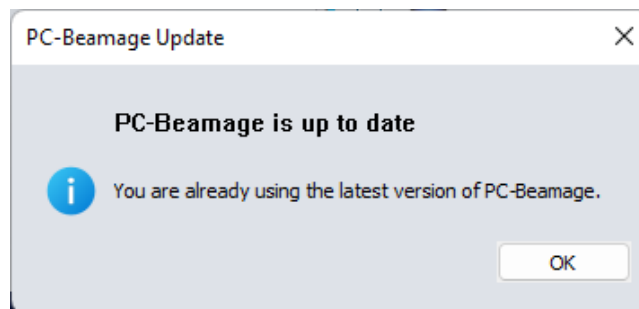 PC-Beamage Update
PC-Beamage is up to date
You are already using the latest version of PC-Beamage.
OK